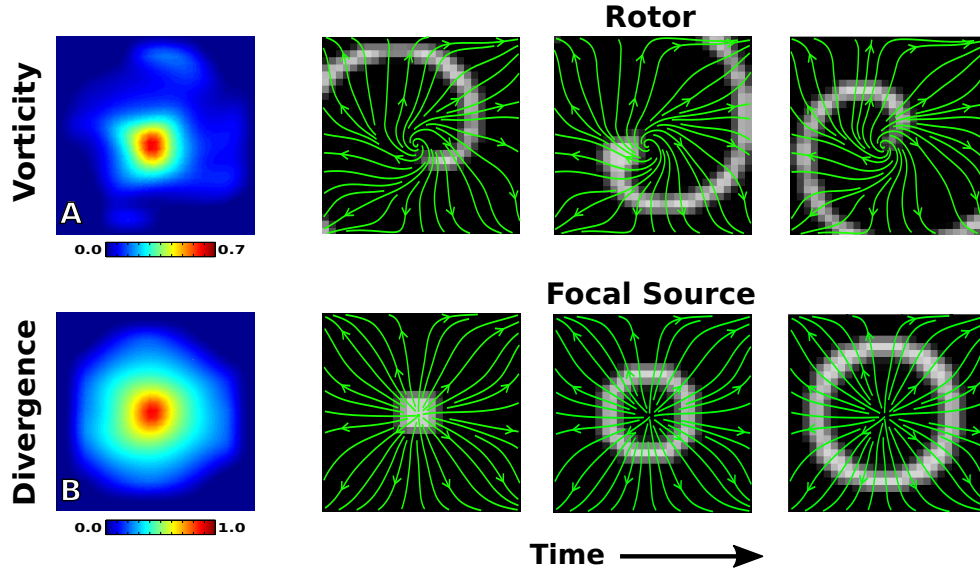 Rotor
Vorticity
A
0.0 0.7
Focal Source
Divergence
B
0.0 1.0
Time